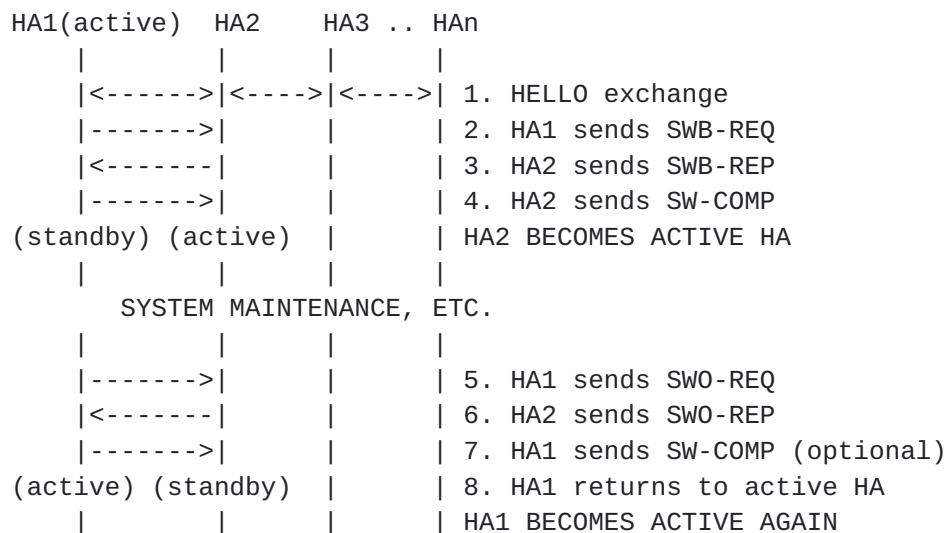 HA1(active)  HA2    HA3 .. HAn
    |        |      |      |
    |<------>|<---->|<---->| 1. HELLO exchange
    |------->|      |      | 2. HA1 sends SWB-REQ
    |<-------|      |      | 3. HA2 sends SWB-REP
    |------->|      |      | 4. HA2 sends SW-COMP
(standby) (active)  |      | HA2 BECOMES ACTIVE HA
    |        |      |      |
      SYSTEM MAINTENANCE, ETC.
    |        |      |      |
    |------->|      |      | 5. HA1 sends SWO-REQ
    |<-------|      |      | 6. HA2 sends SWO-REP
    |------->|      |      | 7. HA1 sends SW-COMP (optional)
(active) (standby)  |      | 8. HA1 returns to active HA
    |        |      |      | HA1 BECOMES ACTIVE AGAIN